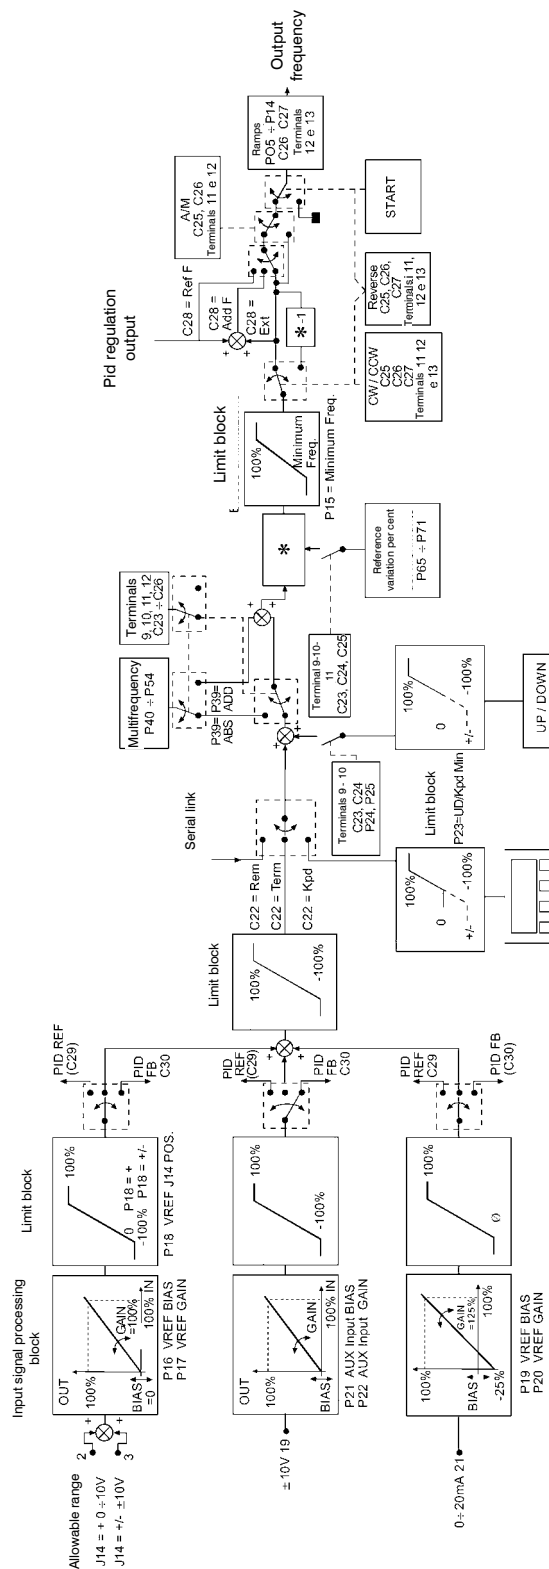 Allowable range
J14 = + 0 ÷ 10V
J14 = +/- ±10V
2
3
+
+
Input signal processing
block
OUT
100%
BIAS
=0
GAIN
=100%
100% IN
P16 VREF BIAS
P17 VREF GAIN
Limit block
100%
0
-100%
P18 = +
P18 = +/-
P18 VREF J14 POS.
PID REF
(C29)
PID
FB
C30
± 10V 19
OUT
100%
BIAS
GAIN
100% IN
P21 AUX Input BIAS
P22 AUX Input GAIN
100%
-100%
PID
REF
(C29)
PID
FB
C30
0÷ 20mA 21
100%
BIAS
-25%
GAIN
=125%
100%
P19 VREF BIAS
P20 VREF GAIN
100%
Ø
PID
REF
C29
PID FB
(C30)
+
+
Limit block
100%
-100%
Serial link
C22 = Rem
C22 = Term
C22 = Kpd
100%
0
+/-
-100%
Limit block
P23=UD/Kpd Min
100%
0
+/-
-100%
UP / DOWN
Terminals 9 - 10
C23, C24
P24, P25
+
+
Multifrequency
P40 ÷ P54
Terminals
9, 10, 11, 12
C23 ÷ C26
P39=
ABS
P39=
ADD
+
+
Terminal 9-10-
11
C23, C24, C25
*
Reference
variation per cent
P65 ÷ P71
Limit block
100%
Minimum
Freq.
P15 = Minimum Freq.
CW / CCW
C25
C26
C27
Terminals 11 12
e 13
Reverse
C25, C26,
C27
Terminalsi 11,
12 e 13
START
Pid regulation
output
C28 = Ref F
C28 =
Add F
C28 =
Ext
+
+
* -1
A/M
C25, C26
Terminals 11 e 12
Ramps
PO5 ÷ P14
C26 C27
Terminals
12 e 13
Output
frequency